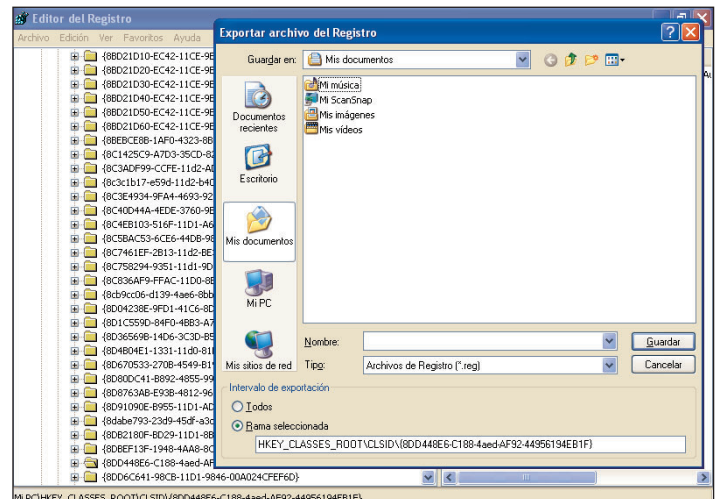 Editor del Registro
Archivo Edición Ver Favoritos Ayuda
{8BD21D10-EC42-11CE-9E
{8BD21D20-EC42-11CE-9E
{8BD21D30-EC42-11CE-9E
{8BD21D40-EC42-11CE-9E
{8BD21D50-EC42-11CE-9E
{8BD21D60-EC42-11CE-9E
{8BEBCE8B-1AF0-4323-8B
{8C1425C9-A7D3-35CD-82
{8C3ADF99-CCFE-11d2-AD
{8c3c1b17-e59d-11d2-b40
{8C3E4934-9FA4-4693-92
{8C40D44A-4EDE-3760-9B
{8C4EB103-516F-11D1-A6
{8C5BAC53-6CE6-44DB-98
{8C7461EF-2B13-11d2-BE
{8C758294-9351-11d1-9D
{8C836AF9-FFAC-11D0-8E
{8cb9cc06-d139-4ae6-8bb
{8D04238E-9FD1-41C6-8D
{8D1C559D-84F0-4BB3-A7
{8D36569B-14D6-3C3D-B5
{8D4B04E1-1331-11d0-81
{8D670533-270B-4549-B1
{8D80DC41-B892-4855-99
{8D8763AB-E93B-4812-96
{8D91090E-B955-11D1-AD
{8dabe793-23d9-45df-a3c
{8DB2180F-BD29-11D1-8B
{8DBEF13F-1948-4AA8-8C
{8DD448E6-C188-4aed-AF
{8DD6C641-98CB-11D1-9846-00A024CFEF6D}
Mi PC\HKEY_CLASSES_ROOT\CLSID\{8DD448E6-C188-4aed-AF92-44956194EB1F}
Exportar archivo del Registro
Guardar en: Mis documentos
Documentos recientes
Escritorio
Mis documentos
Mi PC
Mis sitios de red
Mi música
Mi ScanSnap
Mis imágenes
Mis vídeos
Nombre:
Guardar
Tipo: Archivos de Registro (*.reg)
Cancelar
Intervalo de exportación
Todos
Rama seleccionada
HKEY_CLASSES_ROOT\CLSID\{8DD448E6-C188-4aed-AF92-44956194EB1F}